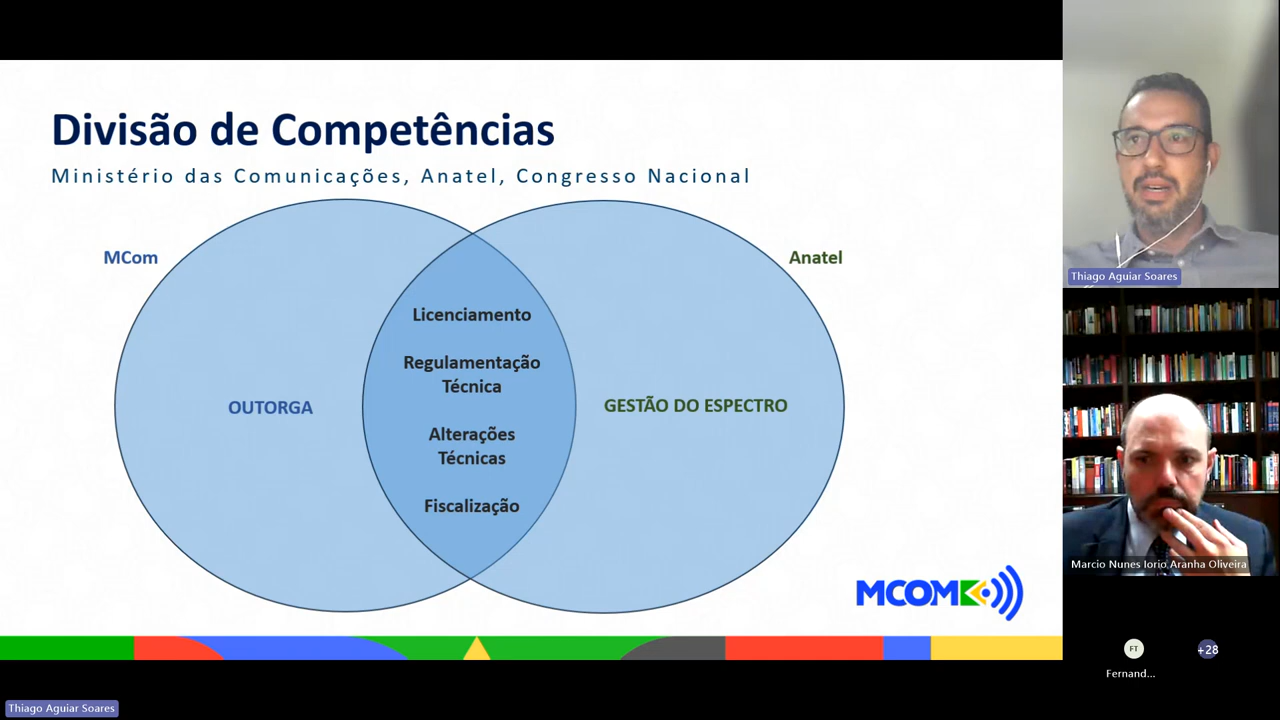 Divisão de Competências
Ministério das Comunicações, Anatel, Congresso Nacional
MCom
Anatel
Licenciamento
Regulamentação
Técnica
OUTORGA
GESTÃO DO ESPECTRO
Alterações
Técnicas
Fiscalização
MCOM
Thiago Aguiar Soares
Marcio Nunes Iorio Aranha Oliveira
FT
+28
Fernand...
Thiago Aguiar Soares